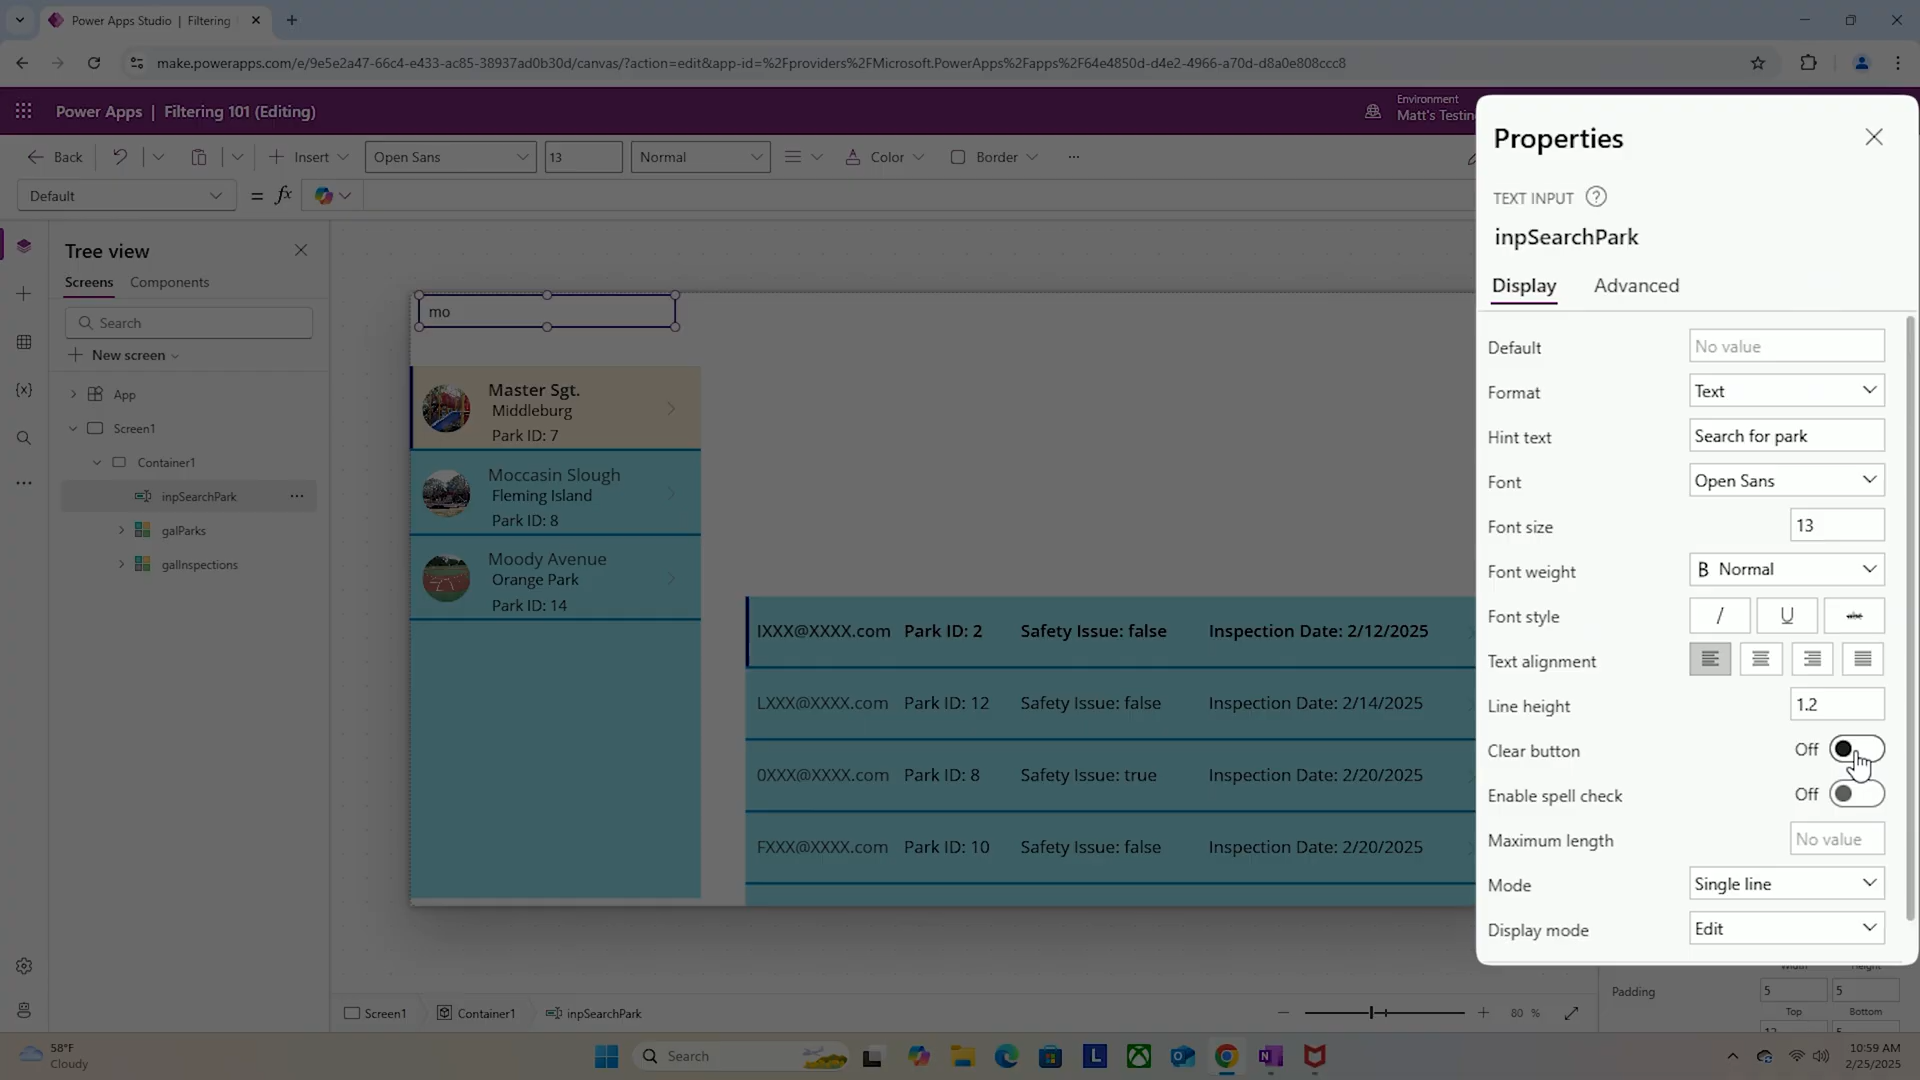 Power Apps Studio | Filtering
make.powerapps.com/e/9e5e2a47-66c4-e433-ac85-38937ad0b30d/canvas/?action=edit&app-id=%2Fproviders%2FMicrosoft.PowerApps%2Fapps%2F64e4850d-d4e2-4966-a70d-d8a0e808ccc8
Power Apps | Filtering 101 (Editing)
Environment
Matt's Testin
Back
Insert
Open Sans
13
Normal
Color
Border
Default
= fx
Tree view
Screens
Components
Search
New screen
App
Screen1
Container1
inpSearchPark
galParks
galInspections
mo
Master Sgt.
Middleburg
Park ID: 7
Moccasin Slough
Fleming Island
Park ID: 8
Moody Avenue
Orange Park
Park ID: 14
IXXX@XXXX.com Park ID: 2 Safety Issue: false Inspection Date: 2/12/2025
LXXX@XXXX.com Park ID: 12 Safety Issue: false Inspection Date: 2/14/2025
0XXX@XXXX.com Park ID: 8 Safety Issue: true Inspection Date: 2/20/2025
FXXX@XXXX.com Park ID: 10 Safety Issue: false Inspection Date: 2/20/2025
Properties
TEXT INPUT
inpSearchPark
Display
Advanced
Default No value
Format Text
Hint text Search for park
Font Open Sans
Font size 13
Font weight B Normal
Font style / U abc
Text alignment
Line height 1.2
Clear button Off
Enable spell check Off
Maximum length No value
Mode Single line
Display mode Edit
Width Height
Padding 5 5
Top Bottom
Screen1
Container1
inpSearchPark
80 %
58°F
Cloudy
Search
10:59 AM
2/25/2025